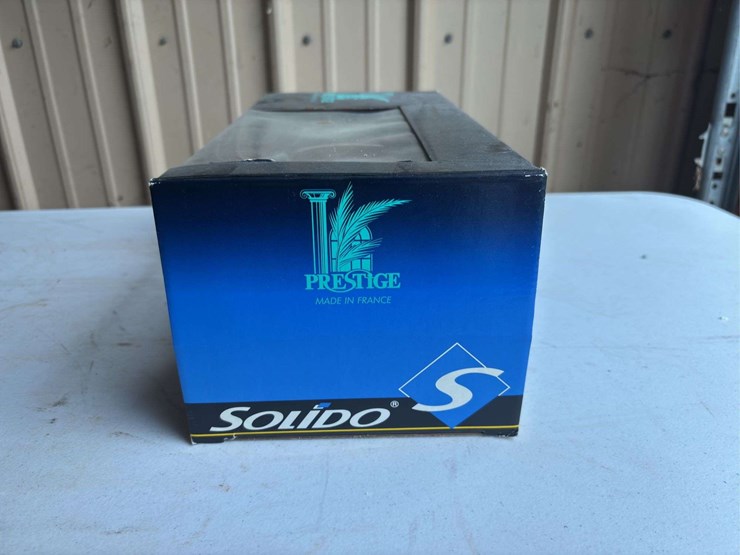 PRESTIGE
MADE IN FRANCE
SOLIDO®
S